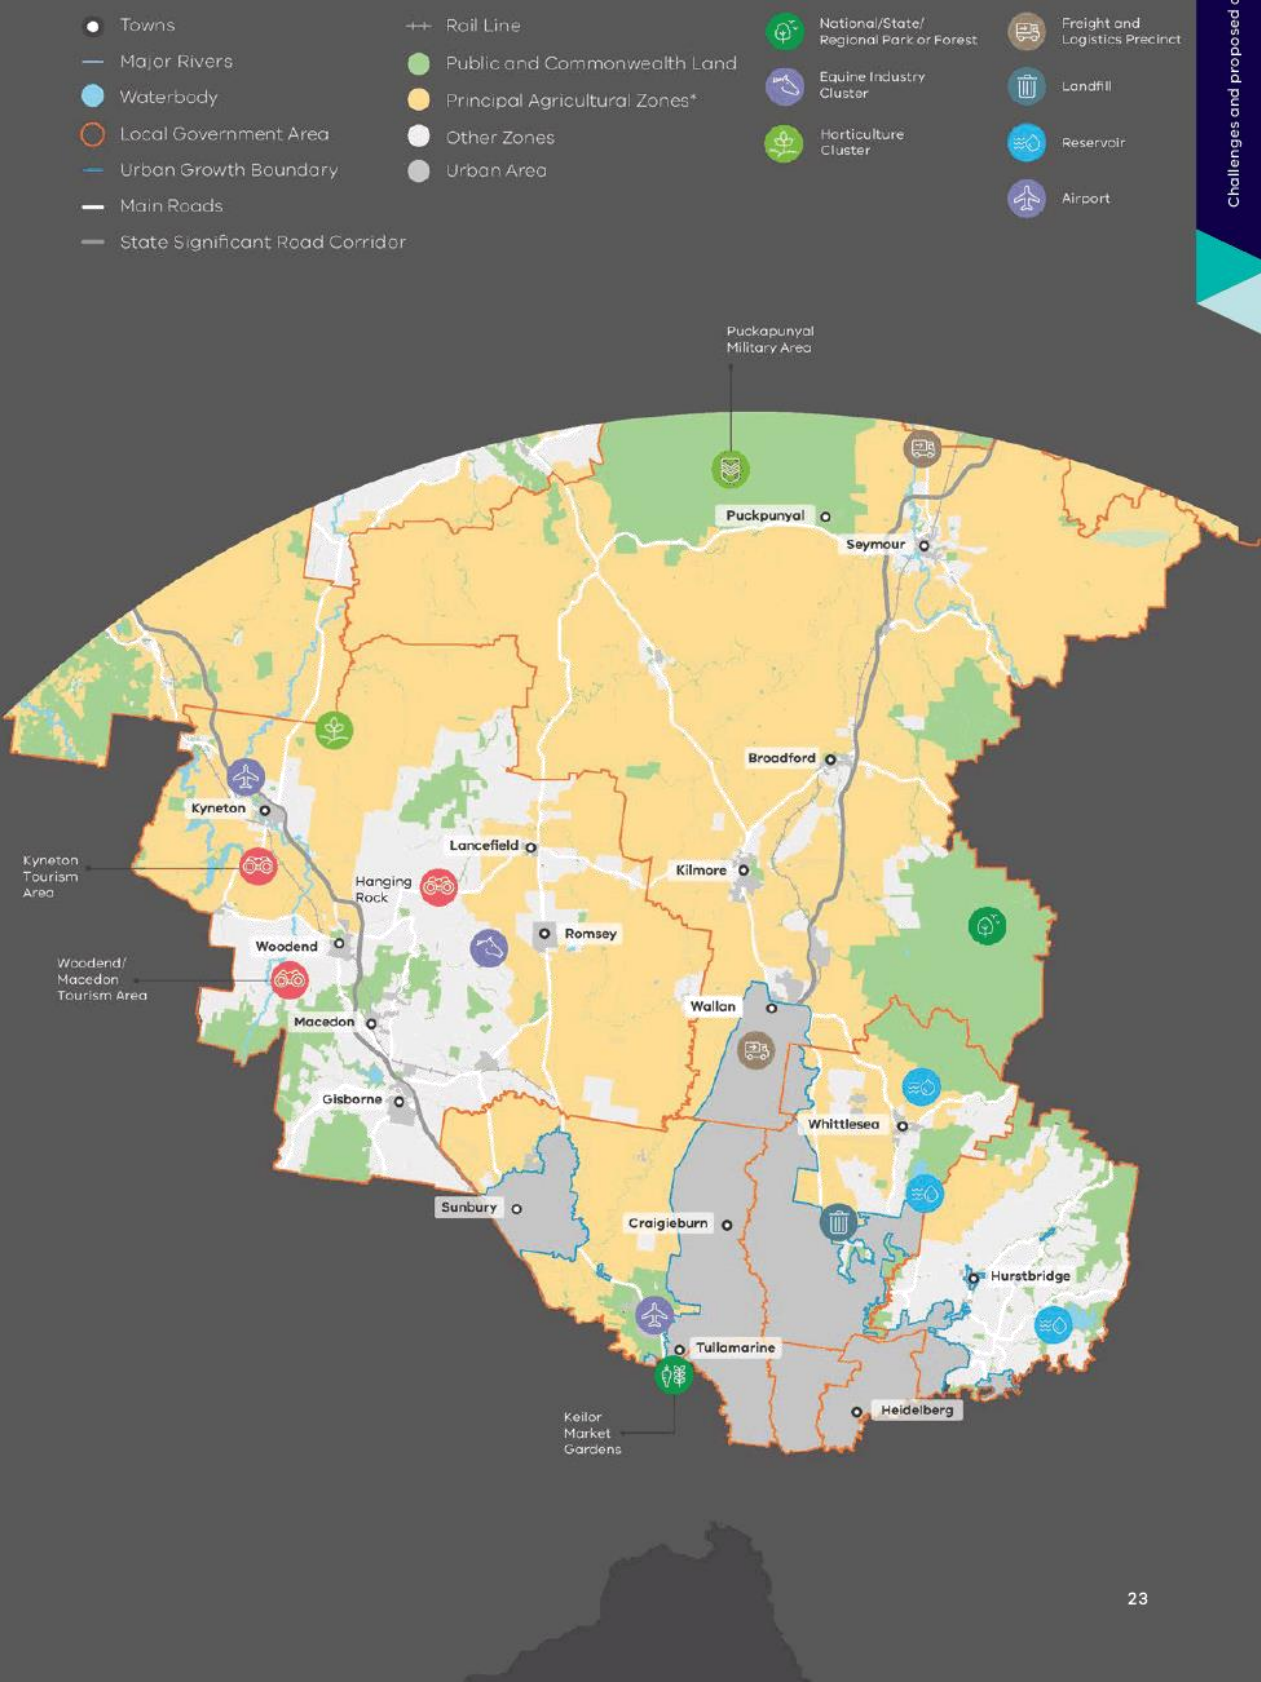 Towns
Major Rivers
Waterbody
Local Government Area
Urban Growth Boundary
Main Roads
State Significant Road Corridor
Rail Line
Public and Commonwealth Land
Principal Agricultural Zones*
Other Zones
Urban Area
National/State/
Regional Park or Forest
Equine Industry
Cluster
Horticulture
Cluster
Freight and
Logistics Precinct
Landfill
Reservoir
Airport
Challenges and proposed
Puckapunyal
Military Area
Puckpunyal
Seymour
Broadford
Kyneton
Lancefield
Kyneton
Tourism
Area
Hanging
Rock
Kilmore
Romsey
Woodend
Woodend/
Macedon
Tourism Area
Wallan
Macedon
Gisborne
Whittlesea
Sunbury
Craigieburn
Hurstbridge
Tullamarine
Heidelberg
Keilor
Market
Gardens
23